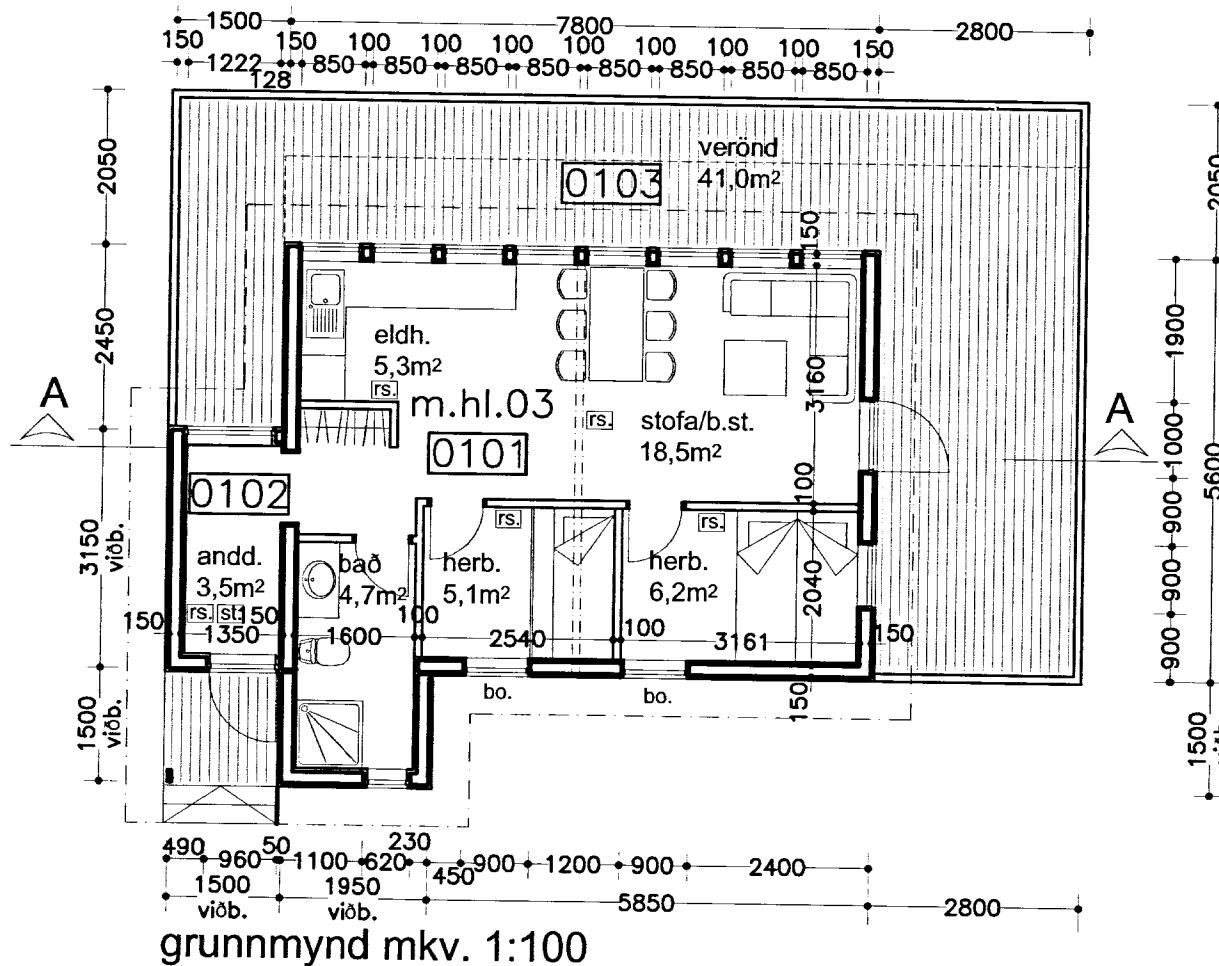 1500 7800 2800
150 150 100 100 100 100 100 100 100 150
1222 850 850 850 850 850 850 850 850
128
2050
2450
3150
viðb.
1500
viðb.
verönd
41,0m²
0103
150
eldh.
5,3m²
rs.
m.hl.03
0101
rs.
stofa/b.st.
18,5m²
3160
100
A
A
0102
andd.
3,5m²
rs. st.
bað
4,7m²
rs.
herb.
5,1m²
rs.
herb.
6,2m²
2040
150 1350 150 1600 100 2540 100 3161 150
bo.
bo.
150
2050
5600
1500
1900
1000
900
900
900
490 960 50 1100 620 230 450 900 1200 900 2400
1500
viðb.
1950
viðb.
5850 2800
grunnmynd mkv. 1:100